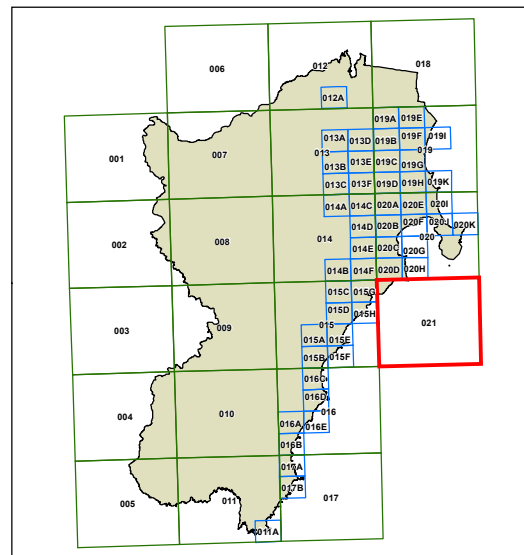 012
018
006
012A
019A 019E
013A 013D 019B 019F 019I
013 019
001 007
013B 013E 019C 019G
013C 013F 019D 019H 019K
014A 014C 020A 020E 020I
014D 020B 020F 020J 020K
002 008 014 020
014E 020C 020G
014B 014F 020D 020H
015C 015G
015D 015H
003 009 015 021
015A 015E
015B 015F
016C
016D
004 010 016
016A 016E
016B
017A
017B
005 011 017
011A